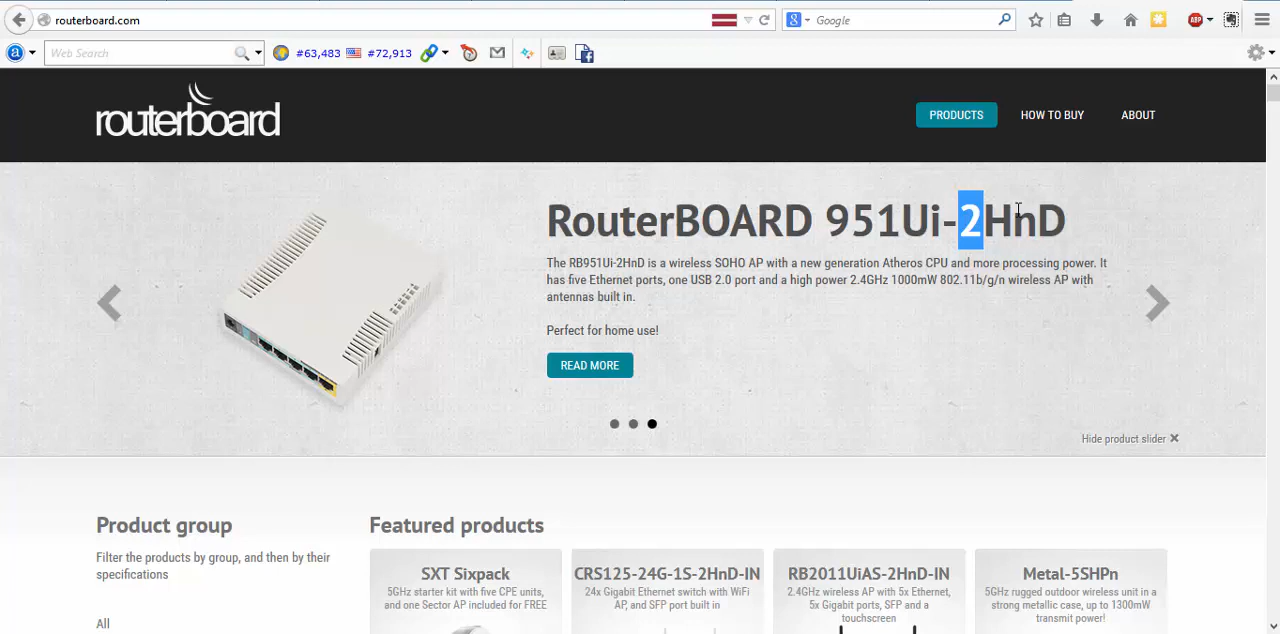 routerboard.com
Google
Web Search
#63,483
#72,913
ABP
routerboard
PRODUCTS
HOW TO BUY
ABOUT
RouterBOARD 951Ui-2HnD
The RB951Ui-2HnD is a wireless SOHO AP with a new generation Atheros CPU and more processing power. It
has five Ethernet ports, one USB 2.0 port and a high power 2.4GHz 1000mW 802.11b/g/n wireless AP with
antennas built in.
Perfect for home use!
READ MORE
Hide product slider
Product group
Filter the products by group, and then by their
specifications
All
Featured products
SXT Sixpack
5GHz starter kit with five CPE units,
and one Sector AP included for FREE
CRS125-24G-1S-2HnD-IN
24x Gigabit Ethernet switch with WiFi
AP, and SFP port built in
RB2011UiAS-2HnD-IN
2.4GHz wireless AP with 5x Ethernet,
5x Gigabit ports, SFP and a
touchscreen
Metal-5SHPn
5GHz rugged outdoor wireless unit in a
strong metallic case, up to 1300mW
transmit power!